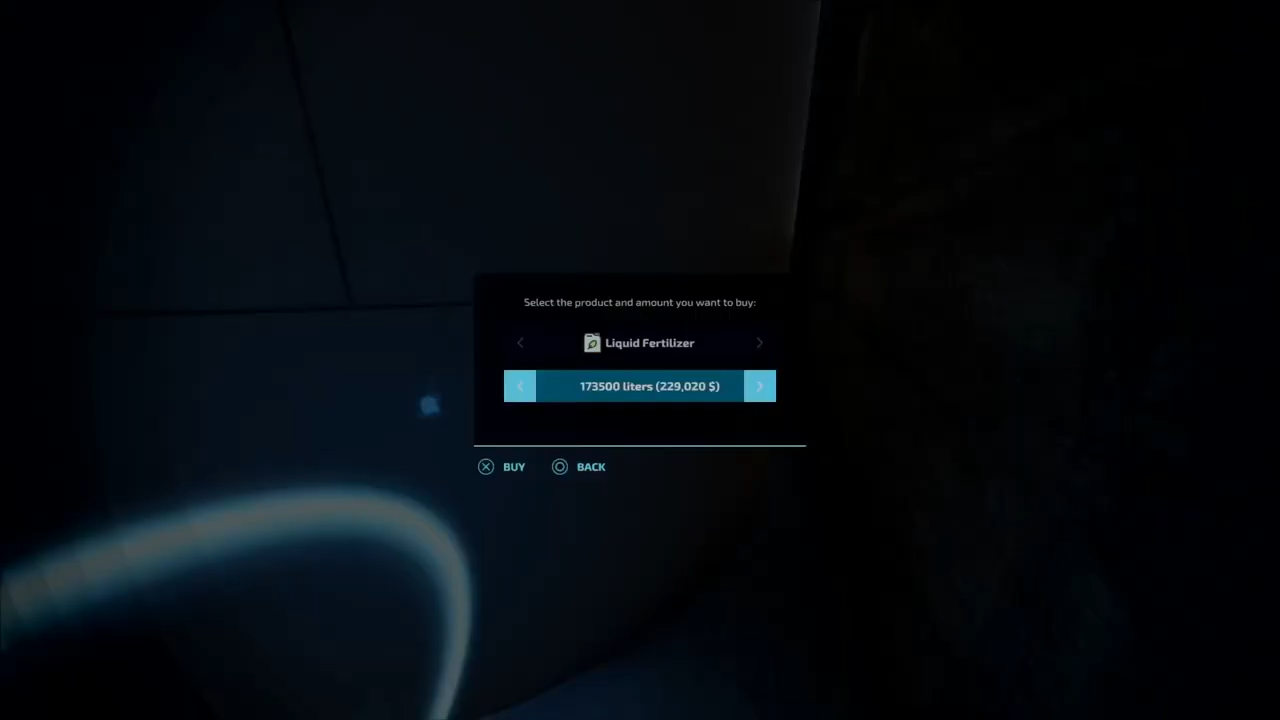 Select the product and amount you want to buy:
Liquid Fertilizer
173500 liters (229,020 $)
BUY BACK